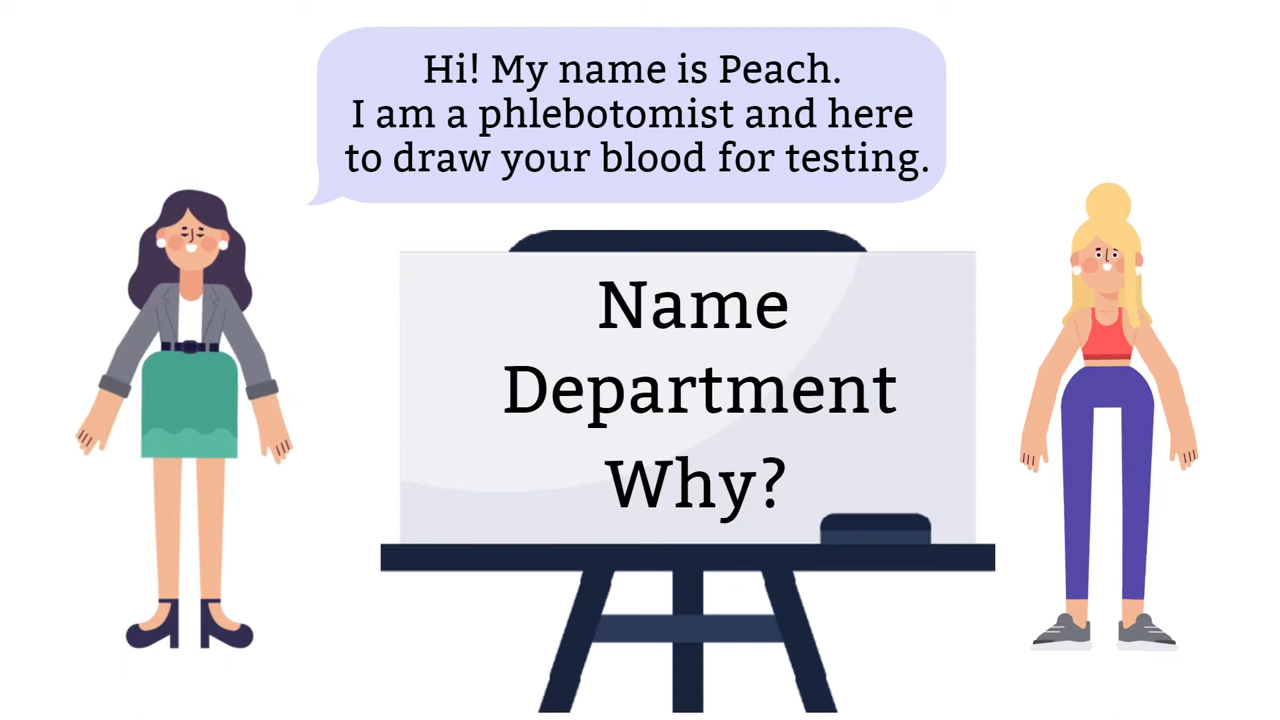 Hi! My name is Peach.
I am a phlebotomist and here
to draw your blood for testing.
Name
Department
Why?